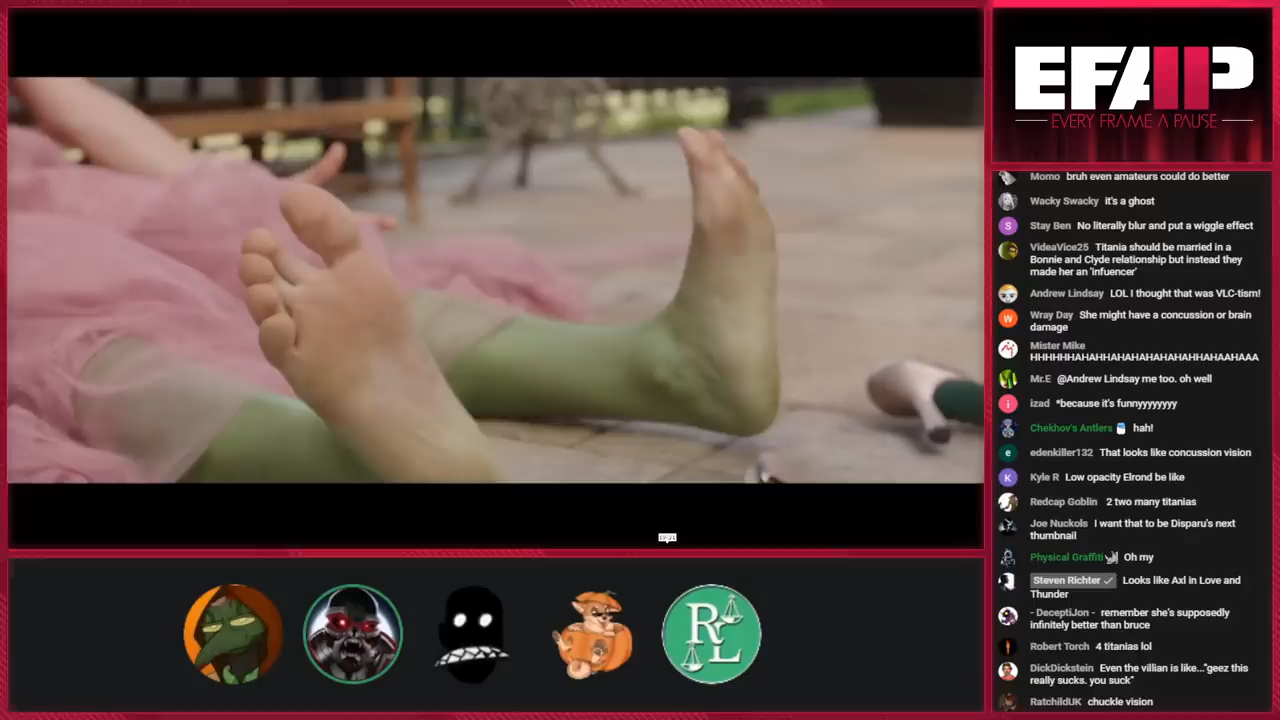 EFAP
EVERY FRAME A PAUSE
Momo bruh even amateurs could do better
Wacky Swacky it's a ghost
Stay Ben No literally blur and put a wiggle effect
VideaVice25 Titania should be married in a
Bonnie and Clyde relationship but instead they
made her an 'infuencer'
Andrew Lindsay LOL I thought that was VLC-tism!
Wray Day She might have a concussion or brain
damage
Mister Mike
HHHHHHAHAHHAHAHAHAHAHAHHAHAAHAAA
Mr.E @Andrew Lindsay me too. oh well
izad *because it's funnyyyyyyy
Chekhov's Antlers hah!
edenkiller132 That looks like concussion vision
Kyle R Low opacity Elrond be like
Redcap Goblin 2 two many titanias
Joe Nuckols I want that to be Disparu's next
thumbnail
Physical Graffiti Oh my
Steven Richter Looks like Axl in Love and
Thunder
- DeceptiJon - remember she's supposedly
infinitely better than bruce
Robert Torch 4 titanias lol
DickDickstein Even the villian is like..."geez this
really sucks. you suck"
RatchildUK chuckle vision
S
W
i
e
K
RL